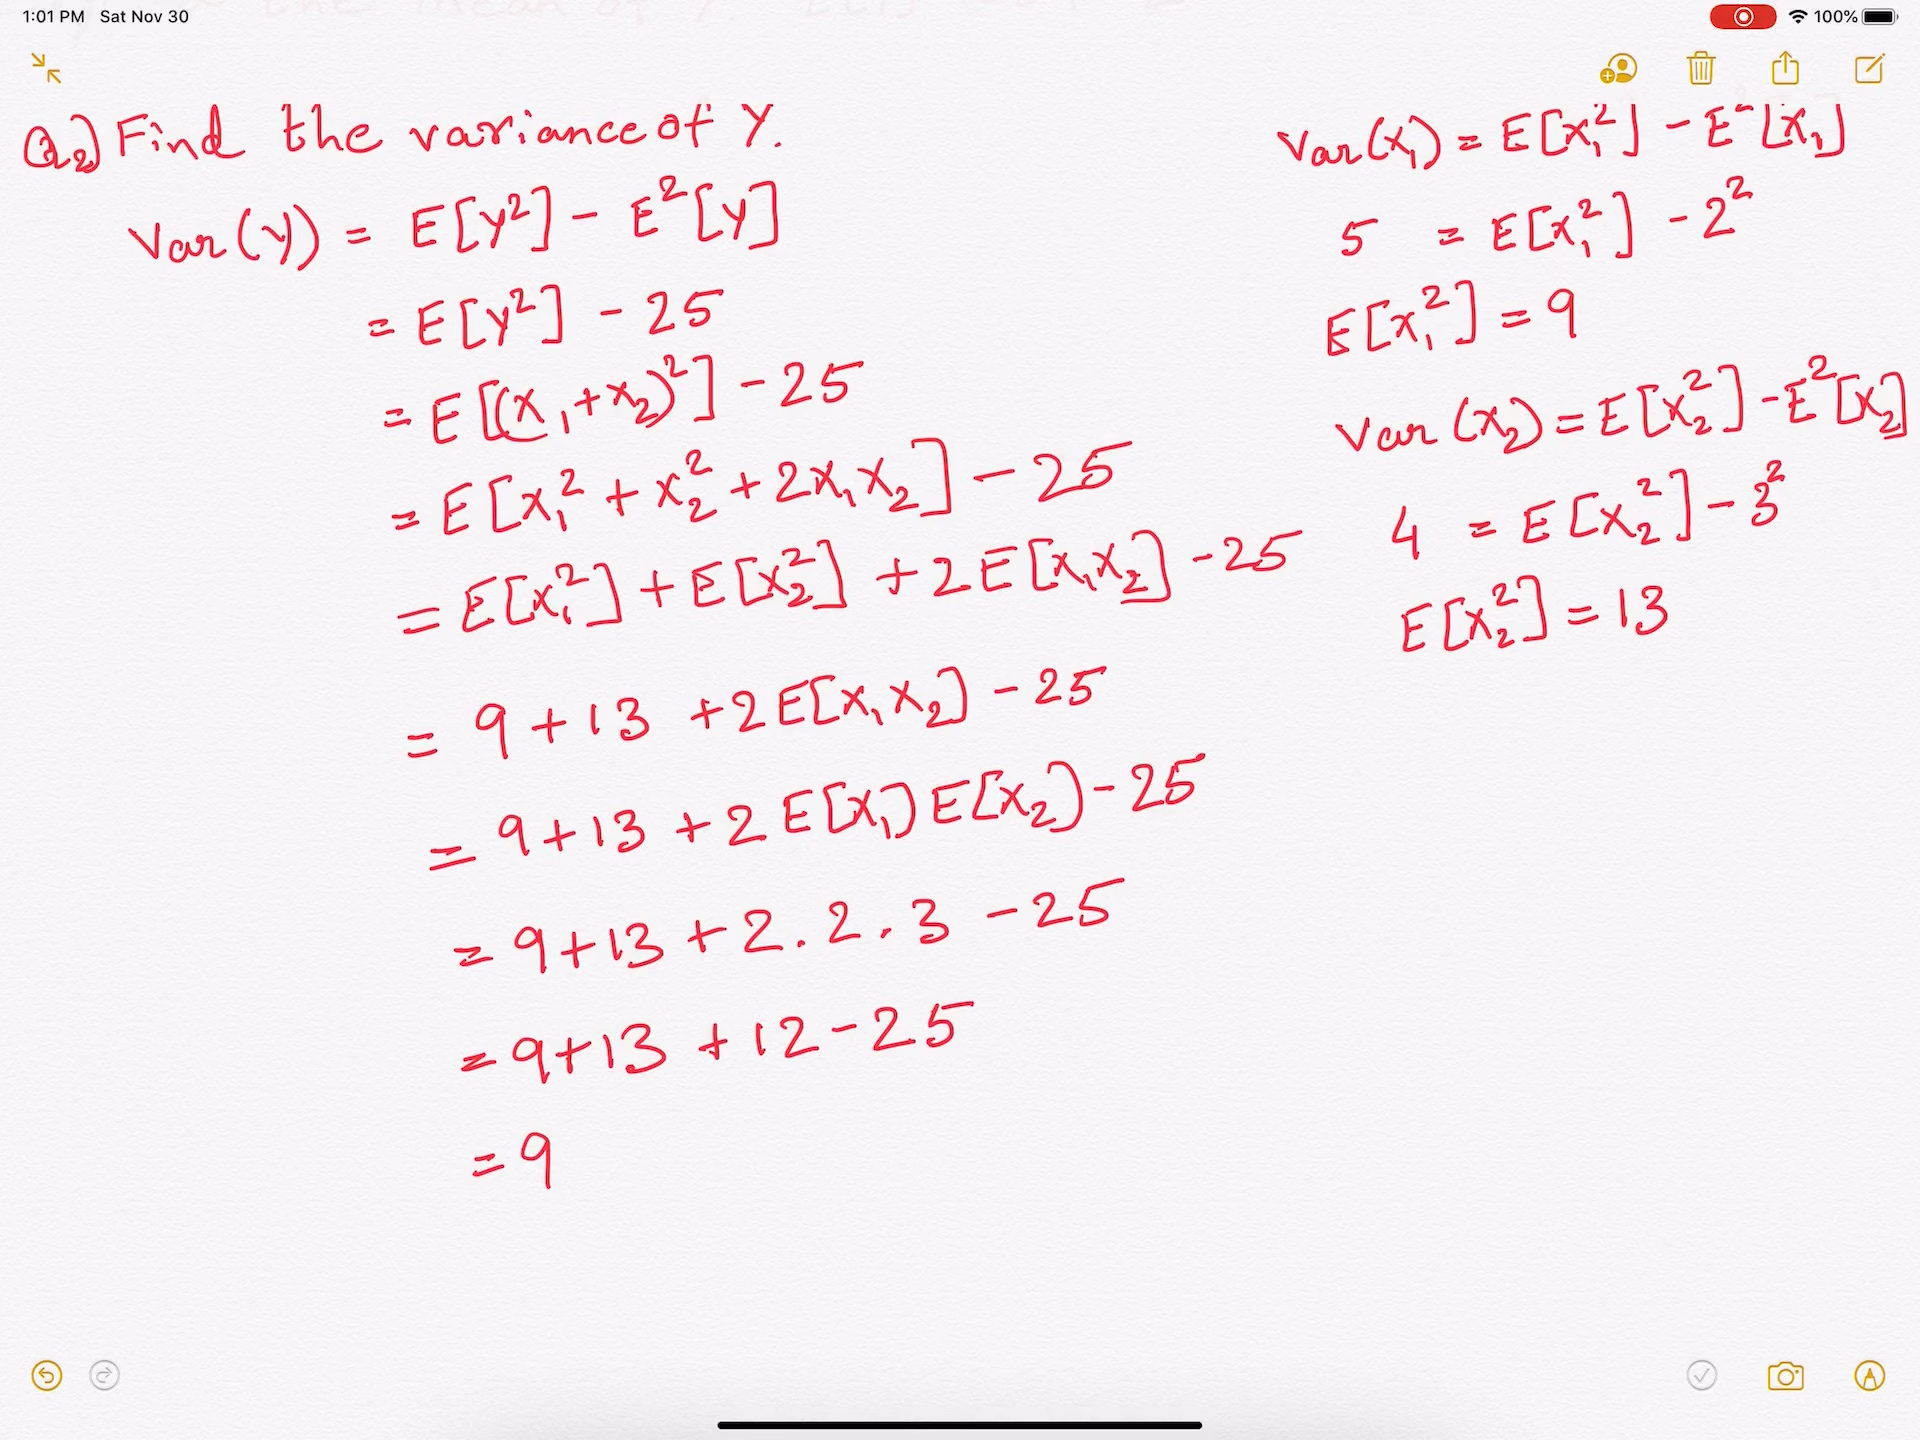 1:01 PM Sat Nov 30
100%
Q2) Find the variance of Y.
Var(Y) = E[Y²] - E²[Y]
= E[Y²] - 25
= E[(X₁+X₂)²] - 25
= E[X₁² + X₂² + 2X₁X₂] - 25
= E[X₁²] + E[X₂²] + 2E[X₁X₂] - 25
= 9 + 13 + 2E[X₁X₂] - 25
= 9 + 13 + 2E[X₁]E[X₂] - 25
= 9 + 13 + 2.2.3 - 25
= 9 + 13 + 12 - 25
= 9
Var(X₁) = E[X₁²] - E²[X₁]
5 = E[X₁²] - 2²
E[X₁²] = 9
Var(X₂) = E[X₂²] - E²[X₂]
4 = E[X₂²] - 3²
E[X₂²] = 13